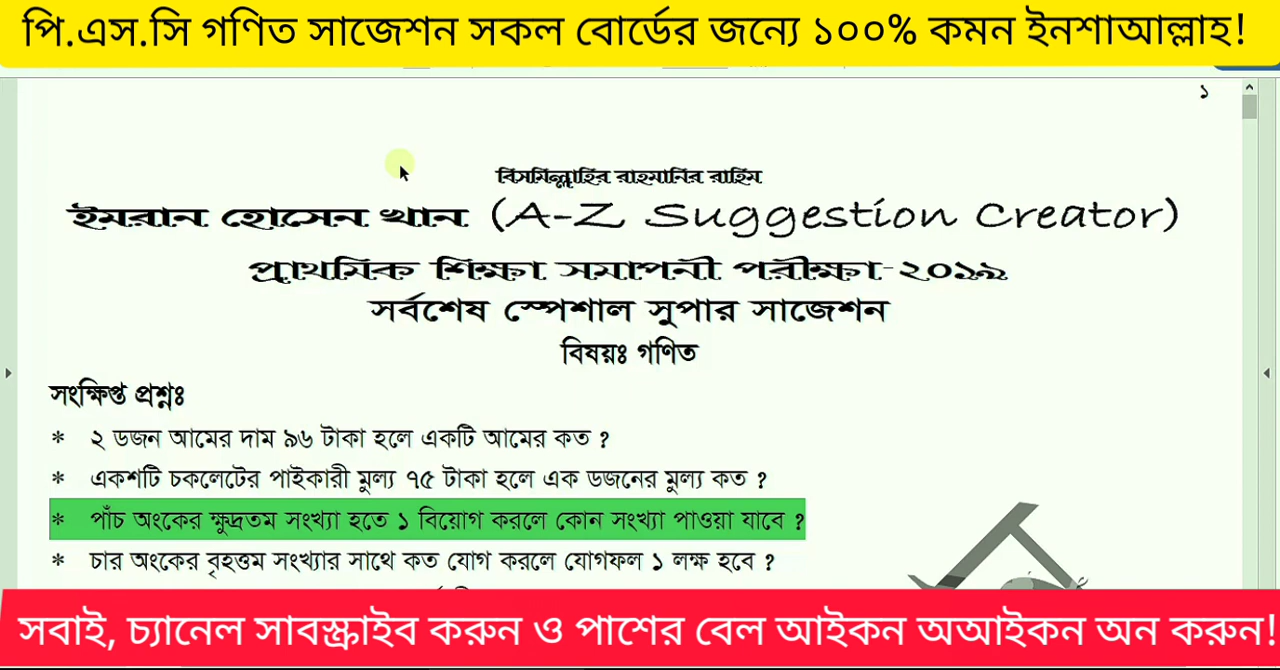 পি.এস.সি গণিত সাজেশন সকল বোর্ডের জন্যে ১০০% কমন ইনশাআল্লাহ!
১
বিসমিল্লাহির রাহমানির রাহিম
ইমরান হোসেন খান (A-Z Suggestion Creator)
প্রাথমিক শিক্ষা সমাপনী পরীক্ষা-২০১৯
সর্বশেষ স্পেশাল সুপার সাজেশন
বিষয়ঃ গণিত
সংক্ষিপ্ত প্রশ্নঃ
* ২ ডজন আমের দাম ৯৬ টাকা হলে একটি আমের কত ?
* একশটি চকলেটের পাইকারী মুল্য ৭৫ টাকা হলে এক ডজনের মুল্য কত ?
* পাঁচ অংকের ক্ষুদ্রতম সংখ্যা হতে ১ বিয়োগ করলে কোন সংখ্যা পাওয়া যাবে ?
* চার অংকের বৃহত্তম সংখ্যার সাথে কত যোগ করলে যোগফল ১ লক্ষ হবে ?
সবাই, চ্যানেল সাবস্ক্রাইব করুন ও পাশের বেল আইকন অআইকন অন করুন!